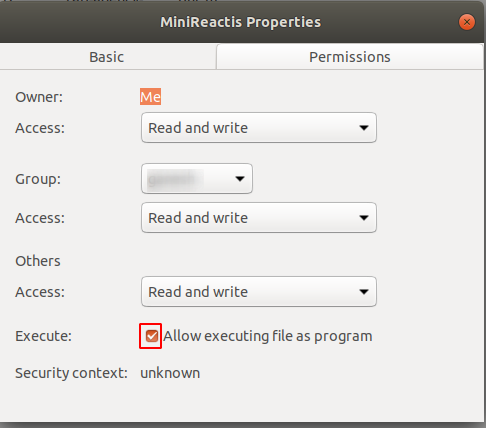 MiniReactis Properties
Basic
Permissions
Owner: Me
Access: Read and write
Group:
Access: Read and write
Others
Access: Read and write
Execute: Allow executing file as program
Security context: unknown